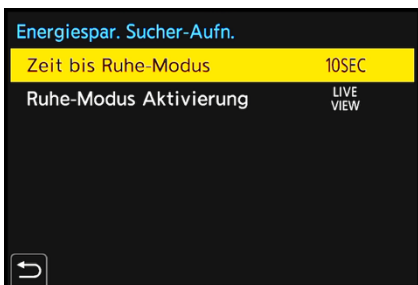 Energiespar. Sucher-Aufn.
Zeit bis Ruhe-Modus 10SEC
Ruhe-Modus Aktivierung LIVE VIEW